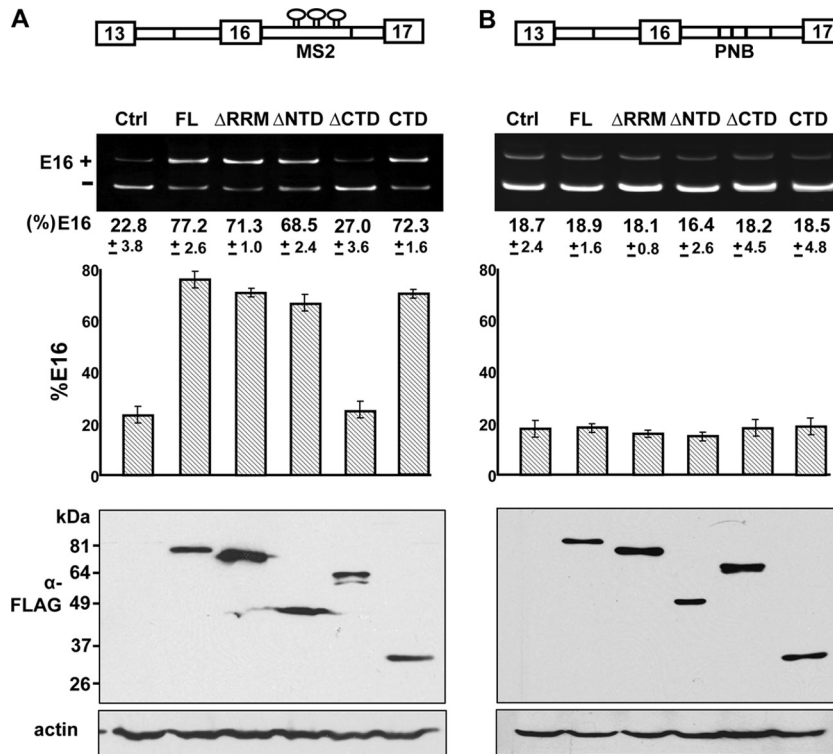 A
13 16 17
MS2
Ctrl FL ΔRRM ΔNTD ΔCTD CTD
E16 +
−
(%)E16 22.8 77.2 71.3 68.5 27.0 72.3
± 3.8 ± 2.6 ± 1.0 ± 2.4 ± 3.6 ± 1.6
80
60
40
20
0
%E16
kDa
81
64
49
37
26
α-
FLAG
actin
B
13 16 17
PNB
Ctrl FL ΔRRM ΔNTD ΔCTD CTD
18.7 18.9 18.1 16.4 18.2 18.5
±2.4 ±1.6 ±0.8 ±2.6 ±4.5 ±4.8
80
60
40
20
0